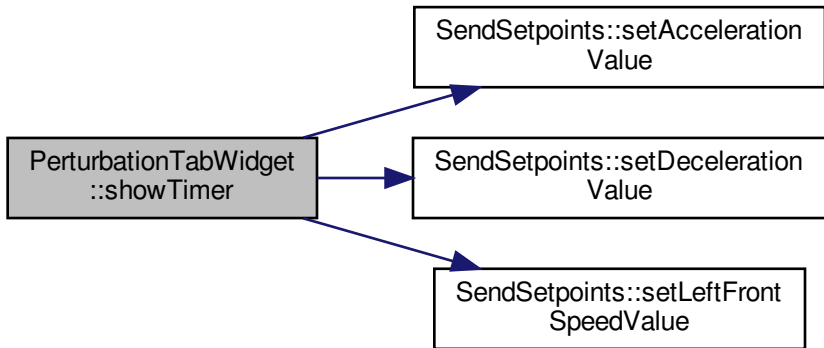 SendSetpoints::setAcceleration
Value
PerturbationTabWidget
::showTimer
SendSetpoints::setDeceleration
Value
SendSetpoints::setLeftFront
SpeedValue